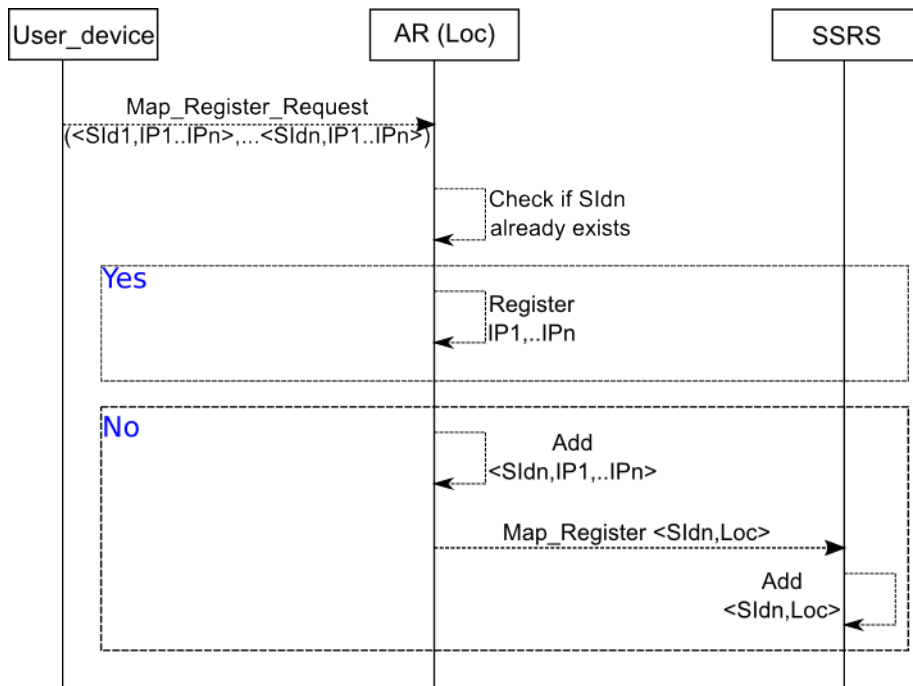 User_device
AR (Loc)
SSRS
Map_Register_Request
(<SId1,IP1..IPn>,...<SIdn,IP1..IPn>)
Check if SIdn
already exists
Yes
Register
IP1,..IPn
No
Add
<SIdn,IP1,..IPn>
Map_Register <SIdn,Loc>
Add
<SIdn,Loc>